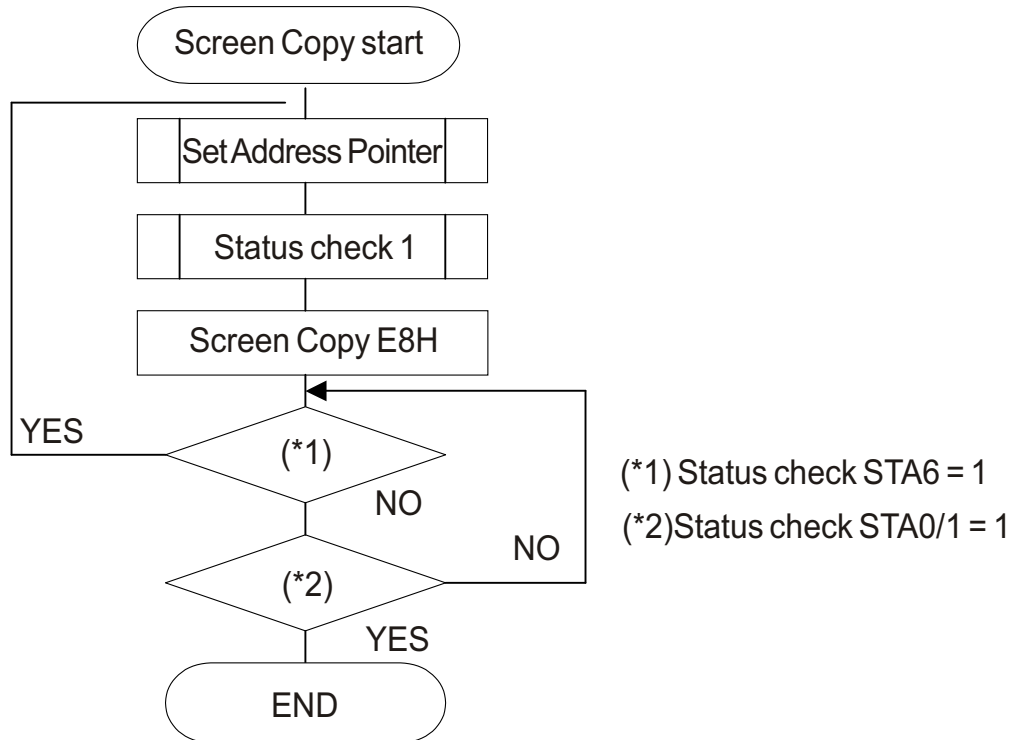 Screen Copy start
Set Address Pointer
Status check 1
Screen Copy E8H
YES
(*1)
NO
(*1) Status check STA6 = 1
(*2)Status check STA0/1 = 1
NO
(*2)
YES
END